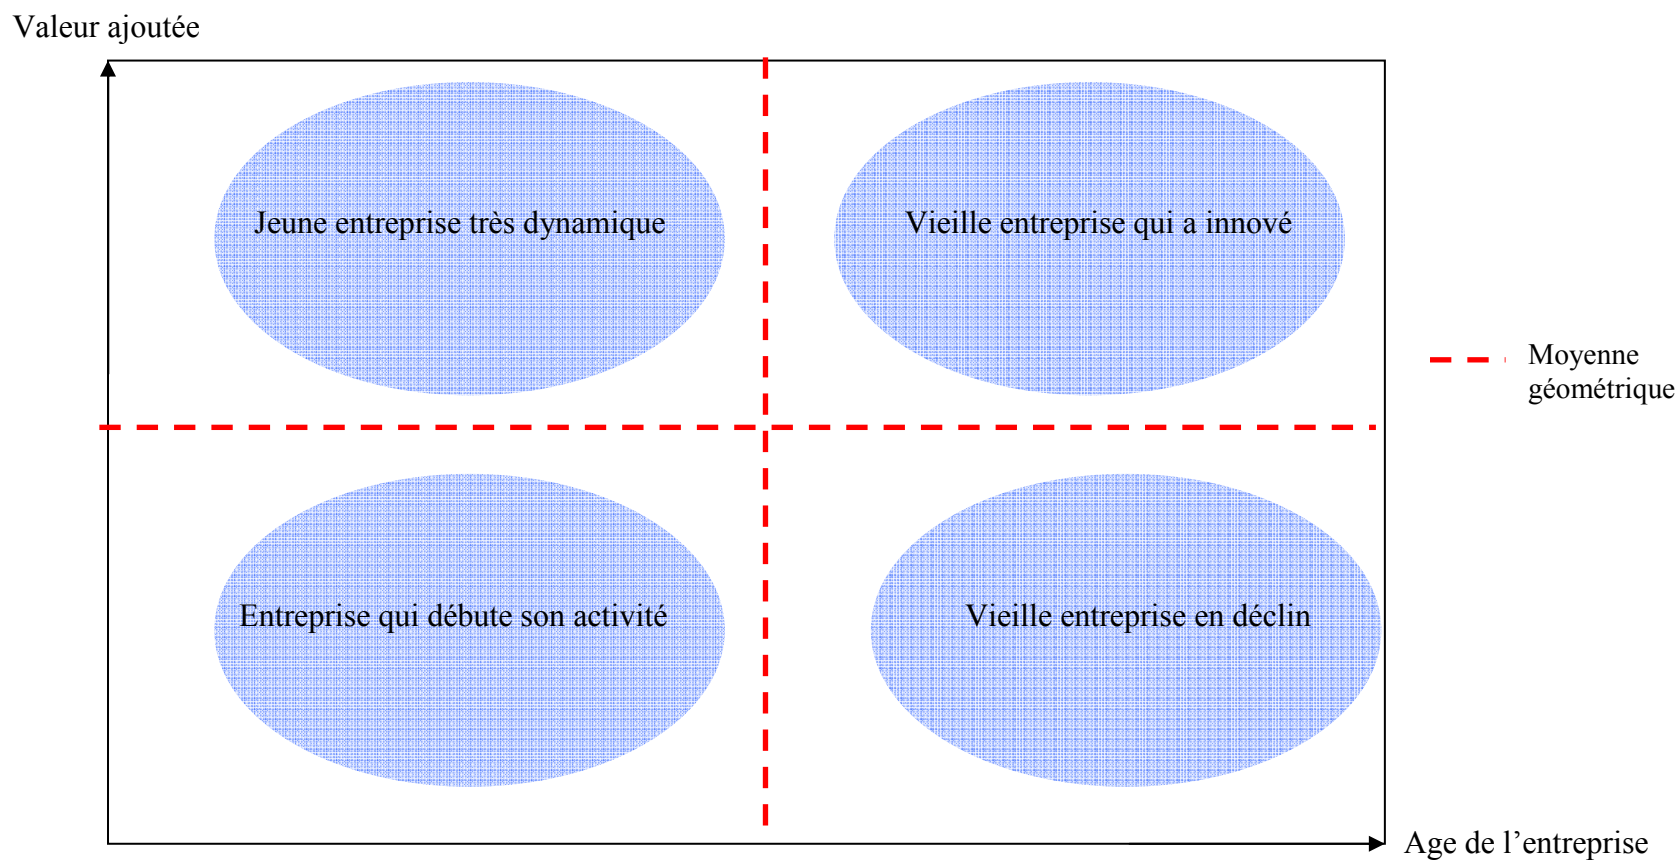 Valeur ajoutée
Jeune entreprise très dynamique
Vieille entreprise qui a innové
Moyenne
géométrique
Entreprise qui débute son activité
Vieille entreprise en déclin
Age de l’entreprise